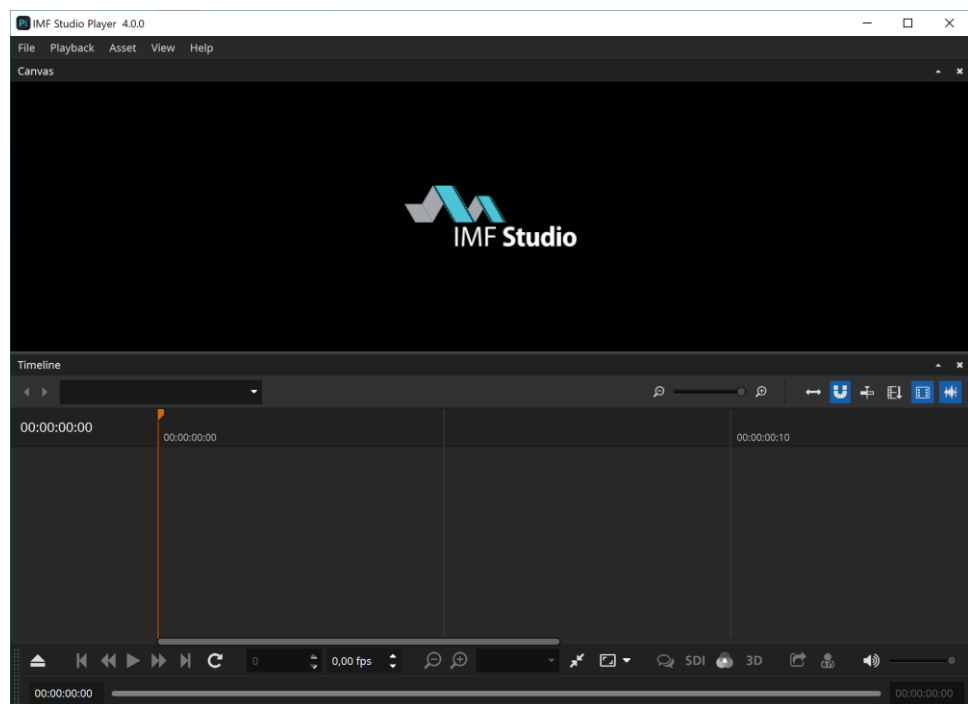 Pt IMF Studio Player 4.0.0
File Playback Asset View Help
Canvas
IMF Studio
Timeline
00:00:00:00
00:00:00:00 00:00:00:10
0 0,00 fps SDI 3D
00:00:00:00 00:00:00:00